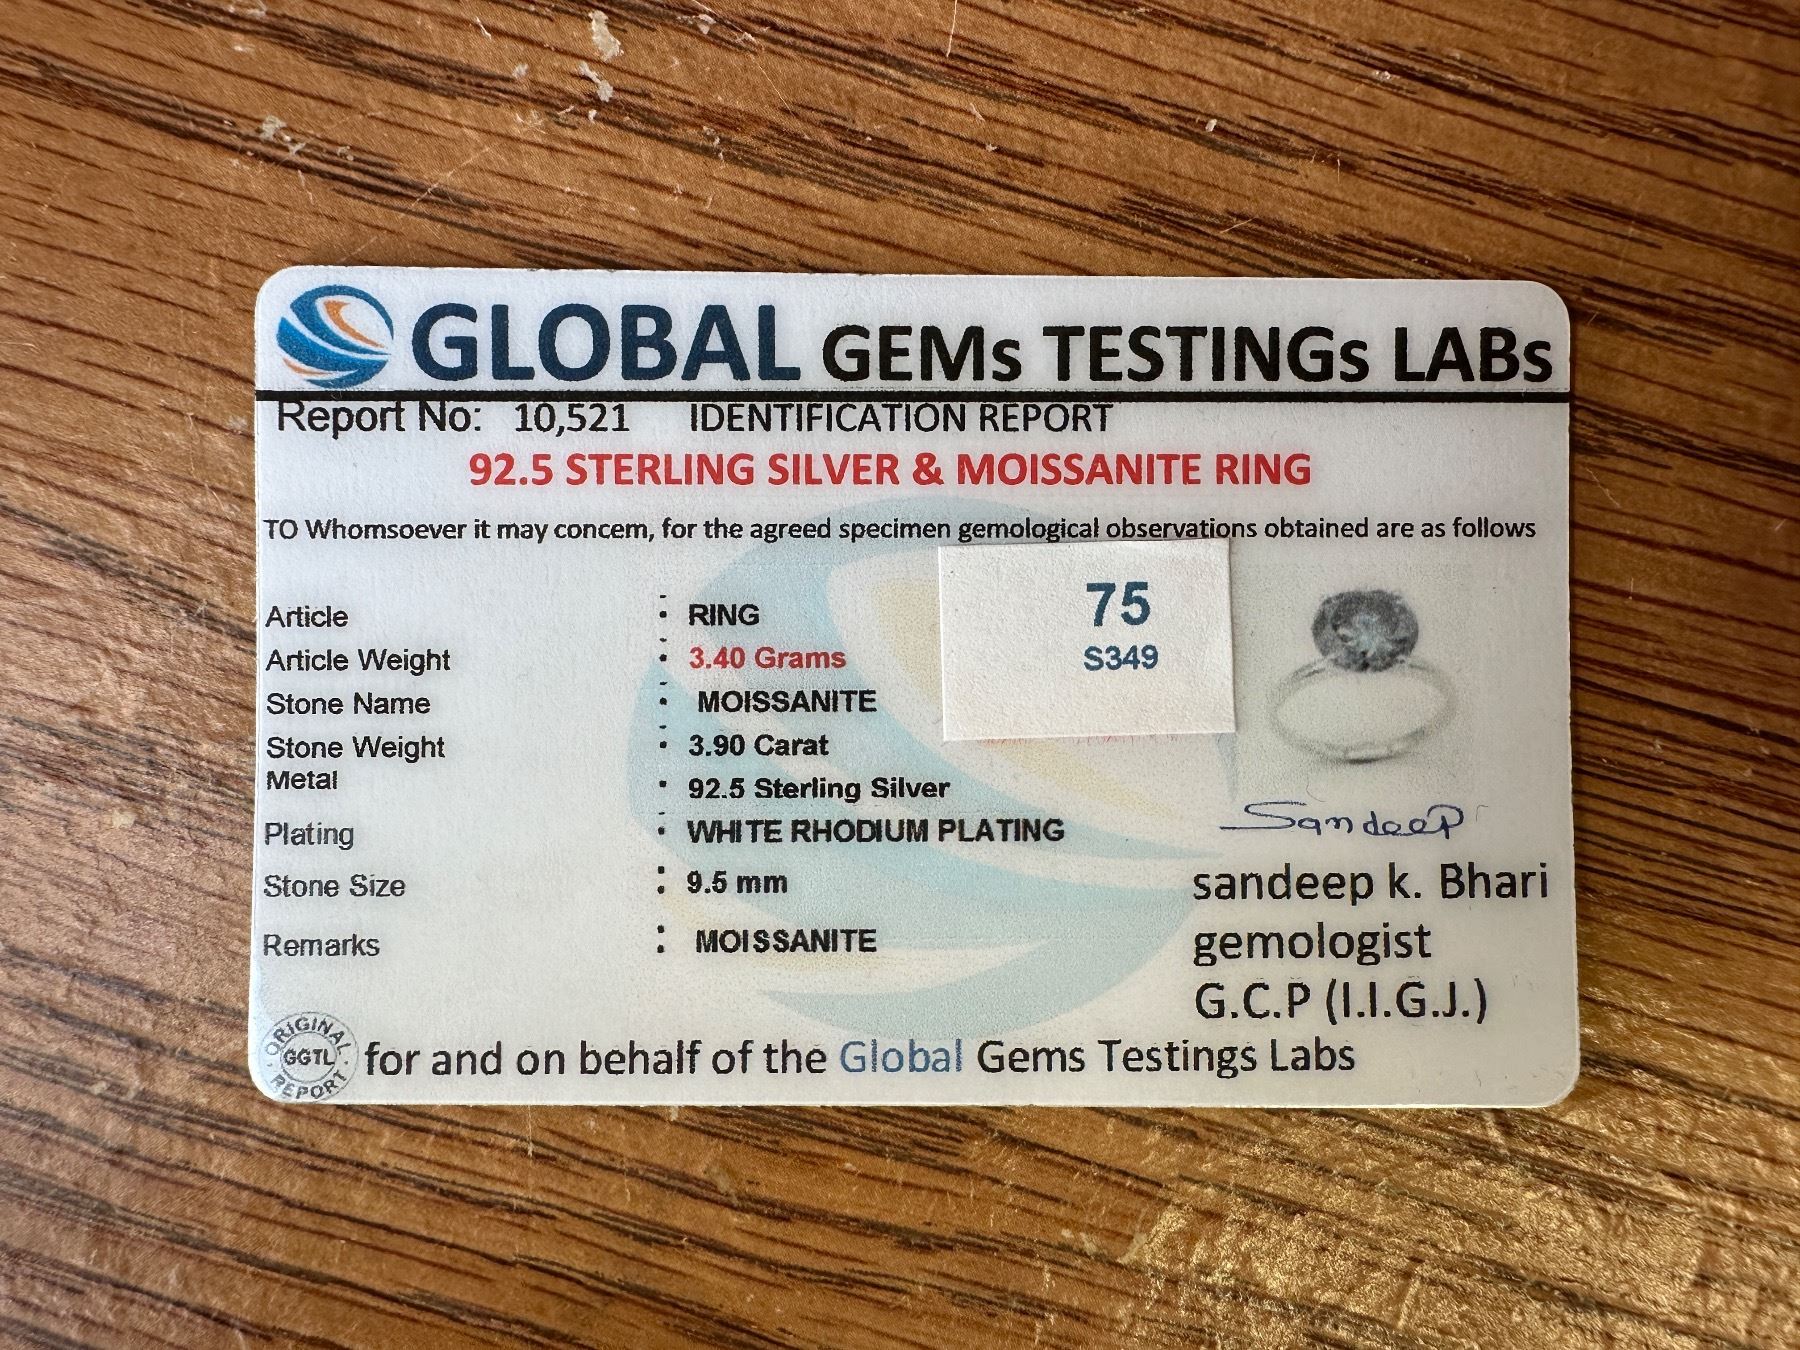 GLOBAL GEMs TESTINGs LABs
Report No: 10,521 IDENTIFICATION REPORT
92.5 STERLING SILVER & MOISSANITE RING
TO Whomsoever it may concem, for the agreed specimen gemological observations obtained are as follows
Article : RING
Article Weight : 3.40 Grams
Stone Name : MOISSANITE
Stone Weight : 3.90 Carat
Metal : 92.5 Sterling Silver
Plating : WHITE RHODIUM PLATING
Stone Size : 9.5 mm
Remarks : MOISSANITE
75
S349
Sandeep
sandeep k. Bhari
gemologist
G.C.P (I.I.G.J.)
ORIGINAL
GGTL
REPORT
for and on behalf of the Global Gems Testings Labs